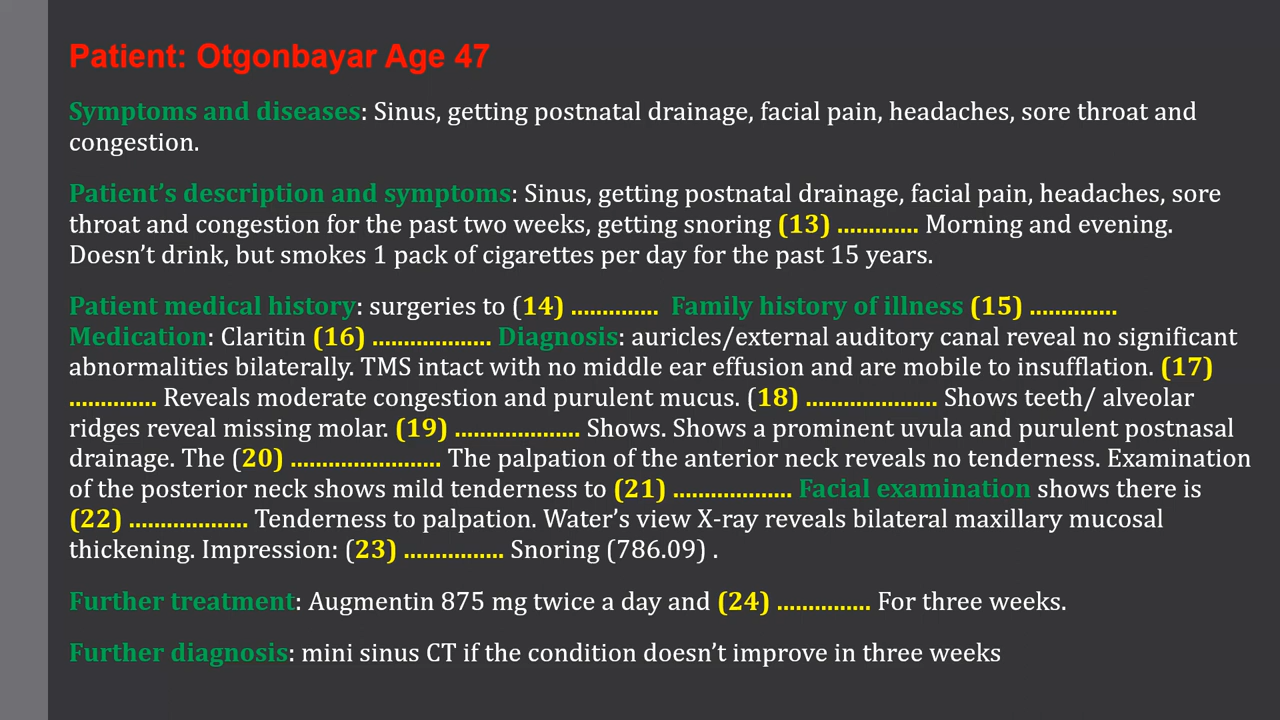 Patient: Otgonbayar Age 47
Symptoms and diseases: Sinus, getting postnatal drainage, facial pain, headaches, sore throat and
congestion.
Patient’s description and symptoms: Sinus, getting postnatal drainage, facial pain, headaches, sore
throat and congestion for the past two weeks, getting snoring (13) ............. Morning and evening.
Doesn’t drink, but smokes 1 pack of cigarettes per day for the past 15 years.
Patient medical history: surgeries to (14) .............. Family history of illness (15) ..............
Medication: Claritin (16) ................... Diagnosis: auricles/external auditory canal reveal no significant
abnormalities bilaterally. TMS intact with no middle ear effusion and are mobile to insufflation. (17)
.............. Reveals moderate congestion and purulent mucus. (18) ..................... Shows teeth/ alveolar
ridges reveal missing molar. (19) .................... Shows. Shows a prominent uvula and purulent postnasal
drainage. The (20) ........................ The palpation of the anterior neck reveals no tenderness. Examination
of the posterior neck shows mild tenderness to (21) ................... Facial examination shows there is
(22) ................... Tenderness to palpation. Water’s view X-ray reveals bilateral maxillary mucosal
thickening. Impression: (23) ................ Snoring (786.09) .
Further treatment: Augmentin 875 mg twice a day and (24) ............... For three weeks.
Further diagnosis: mini sinus CT if the condition doesn’t improve in three weeks